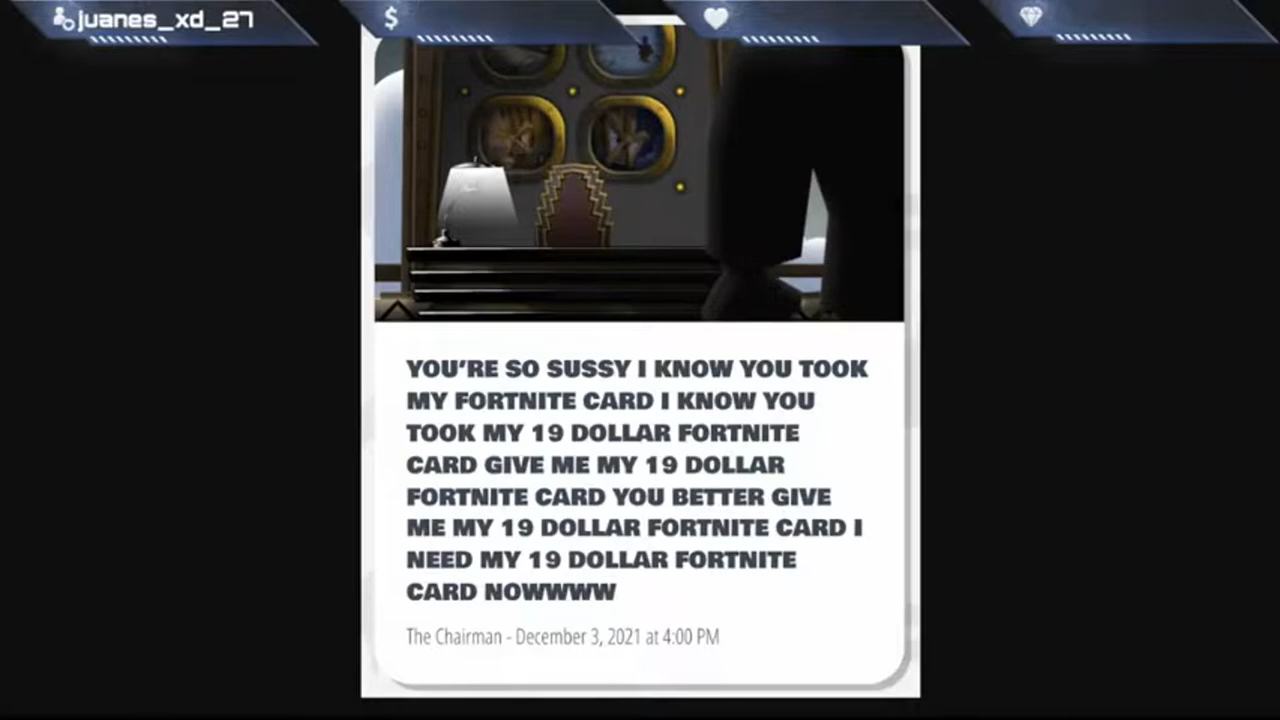 juanes_xd_27
$
YOU'RE SO SUSSY I KNOW YOU TOOK
MY FORTNITE CARD I KNOW YOU
TOOK MY 19 DOLLAR FORTNITE
CARD GIVE ME MY 19 DOLLAR
FORTNITE CARD YOU BETTER GIVE
ME MY 19 DOLLAR FORTNITE CARD I
NEED MY 19 DOLLAR FORTNITE
CARD NOWWWW
The Chairman - December 3, 2021 at 4:00 PM